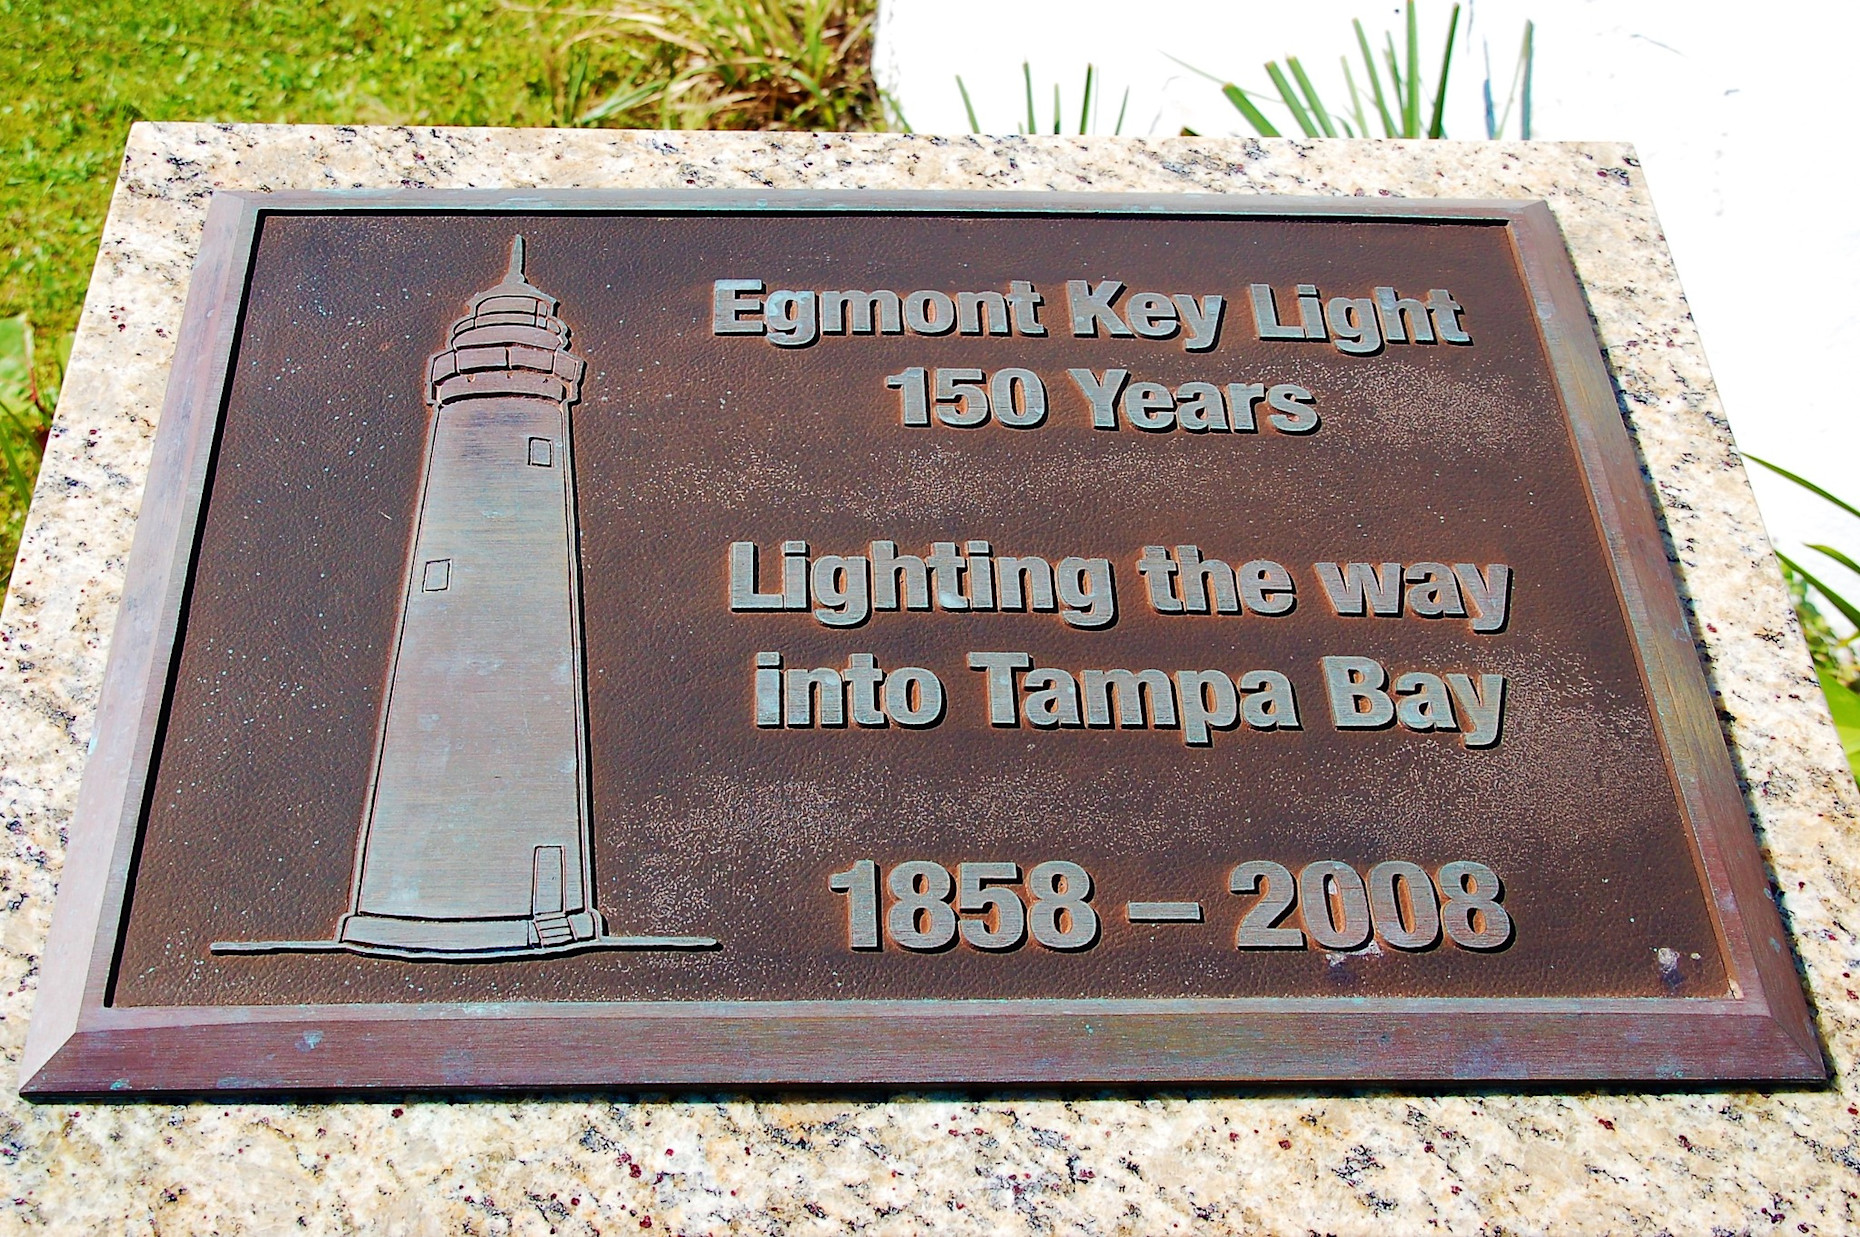 Egmont Key Light
150 Years
Lighting the way
into Tampa Bay
1858 – 2008